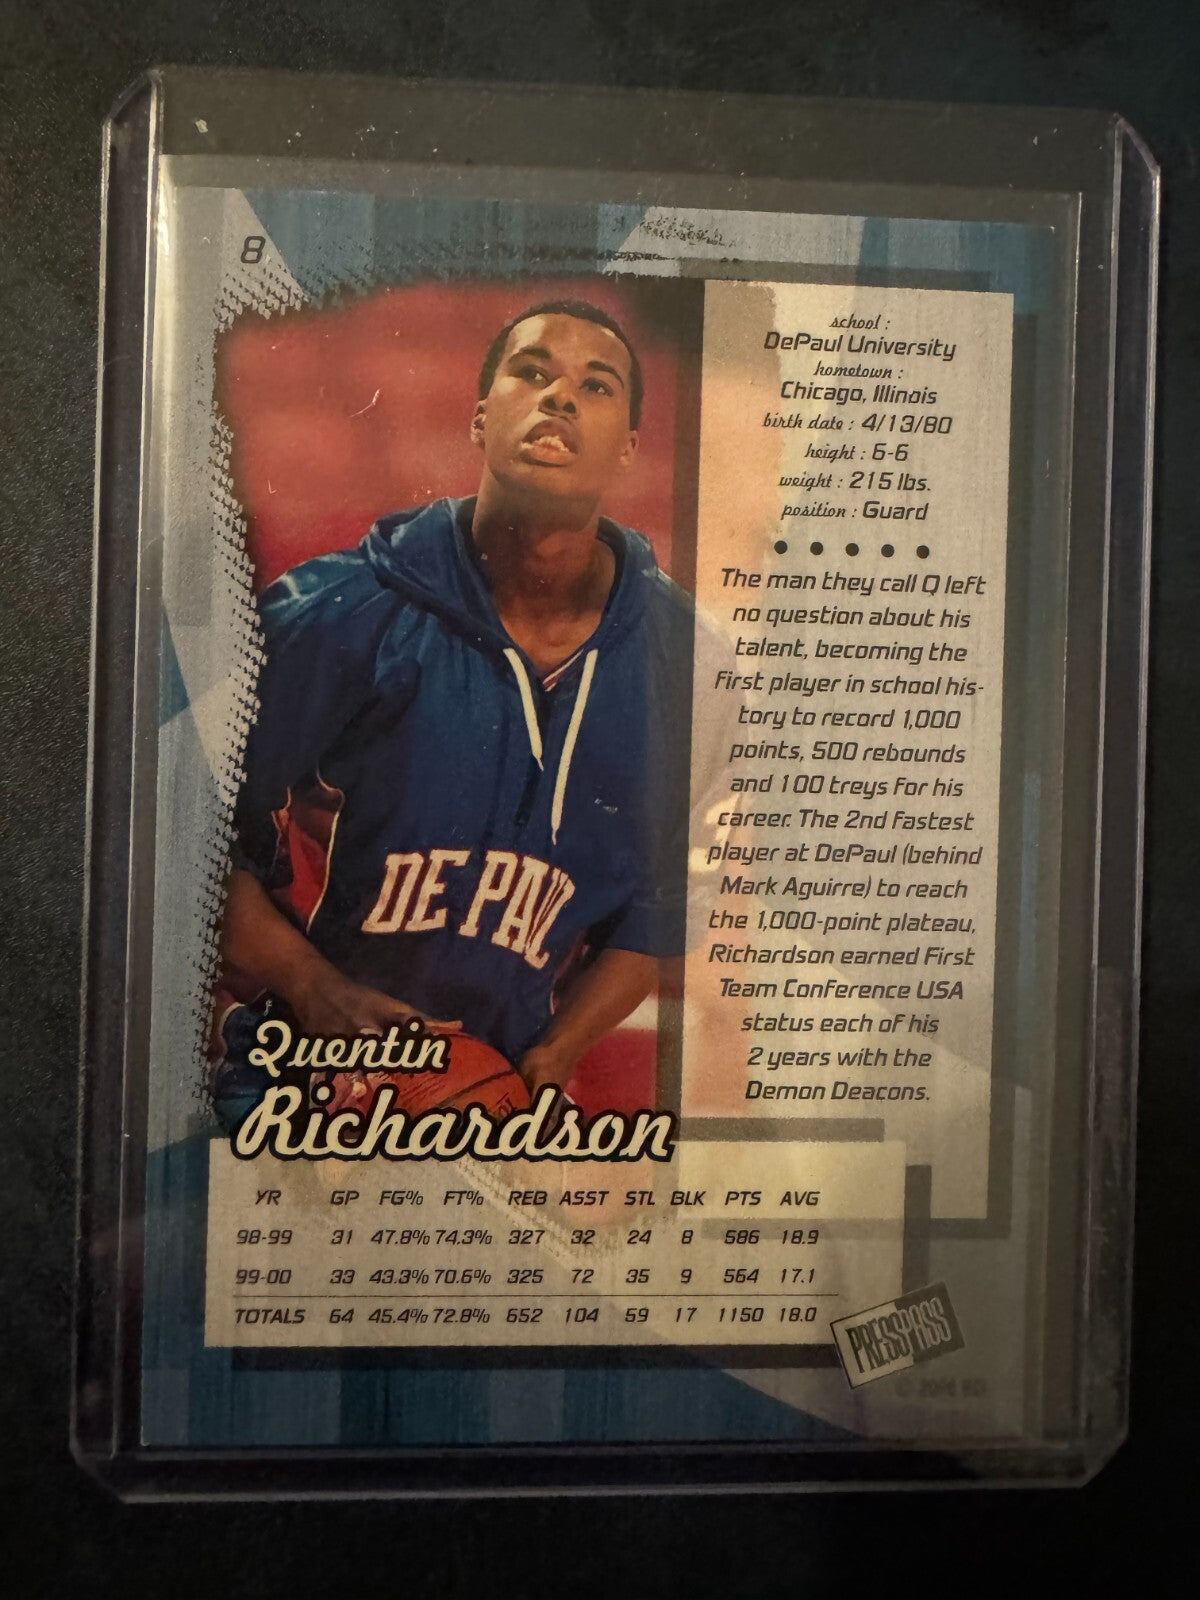 8
school :
DePaul University
hometown :
Chicago, Illinois
birth date : 4/13/80
height : 6-6
weight : 215 lbs.
position : Guard
• • • • •
The man they call Q left
no question about his
talent, becoming the
first player in school his-
tory to record 1,000
points, 500 rebounds
and 100 treys for his
career. The 2nd fastest
player at DePaul (behind
Mark Aguirre) to reach
the 1,000-point plateau,
Richardson earned First
Team Conference USA
status each of his
2 years with the
Demon Deacons.
DE PAUL
Quentin
Richardson
YR GP FG% FT% REB ASST STL BLK PTS AVG
98-99 31 47.8% 74.3% 327 32 24 8 586 18.9
99-00 33 43.3% 70.6% 325 72 35 9 564 17.1
TOTALS 64 45.4% 72.8% 652 104 59 17 1150 18.0
PRESS PASS
©